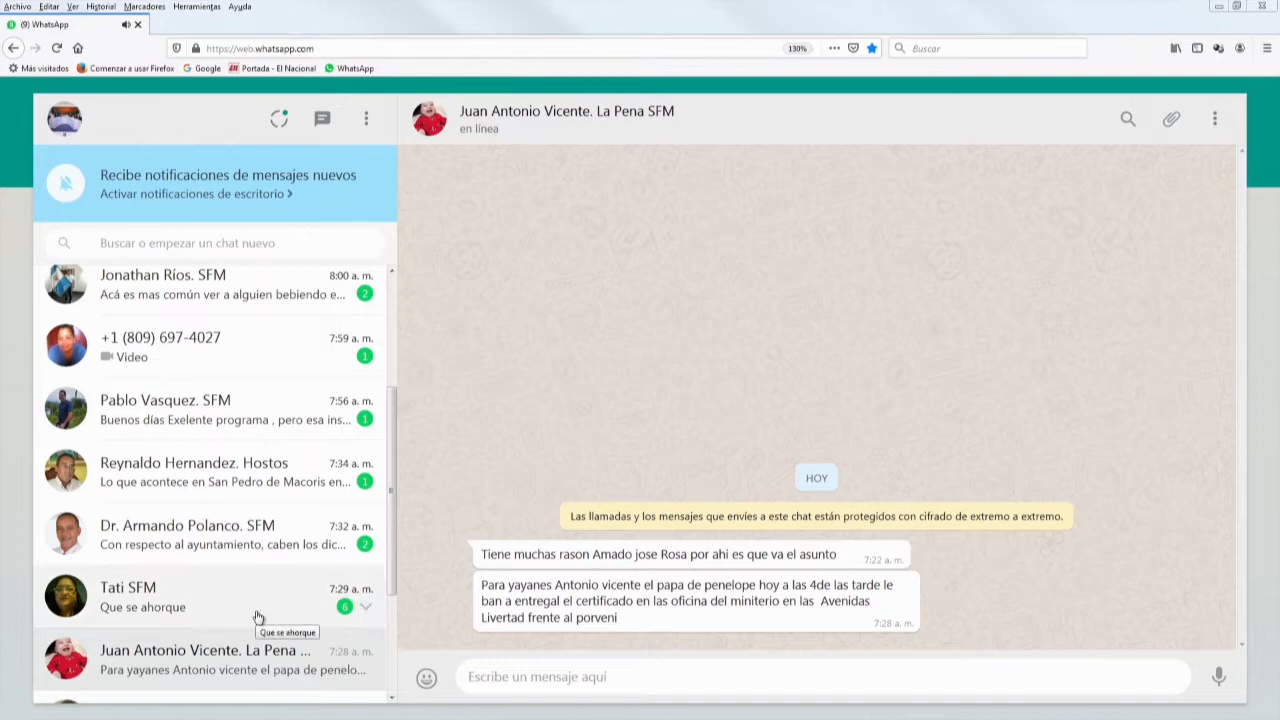 Archivo Editar Ver Historial Marcadores Herramientas Ayuda
(9) WhatsApp
https://web.whatsapp.com
130%
Buscar
Más visitados Comenzar a usar Firefox Google Portada - El Nacional WhatsApp
Recibe notificaciones de mensajes nuevos
Activar notificaciones de escritorio >
Buscar o empezar un chat nuevo
Jonathan Ríos. SFM 8:00 a. m.
Acá es mas común ver a alguien bebiendo e... 2
+1 (809) 697-4027 7:59 a. m.
Video 1
Pablo Vasquez. SFM 7:56 a. m.
Buenos días Exelente programa , pero esa ins... 1
Reynaldo Hernandez. Hostos 7:34 a. m.
Lo que acontece en San Pedro de Macoris en... 1
Dr. Armando Polanco. SFM 7:32 a. m.
Con respecto al ayuntamiento, caben los dic... 2
Tati SFM 7:29 a. m.
Que se ahorque 6
Que se ahorque
Juan Antonio Vicente. La Pena ... 7:28 a. m.
Para yayanes Antonio vicente el papa de penelo...
Juan Antonio Vicente. La Pena SFM
en línea
HOY
Las llamadas y los mensajes que envíes a este chat están protegidos con cifrado de extremo a extremo.
Tiene muchas rason Amado jose Rosa por ahi es que va el asunto
7:22 a. m.
Para yayanes Antonio vicente el papa de penelope hoy a las 4de las tarde le
ban a entregal el certificado en las oficina del miniterio en las Avenidas
Livertad frente al porveni
7:28 a. m.
Escribe un mensaje aquí